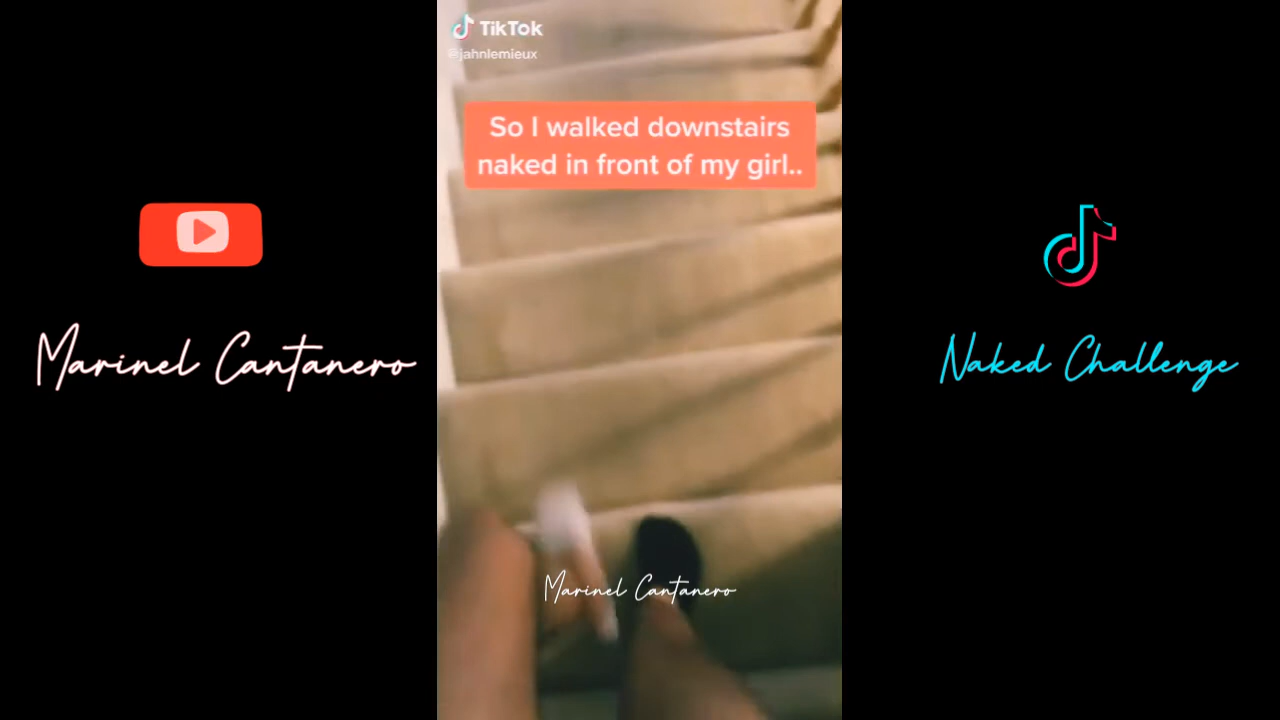 TikTok
@jahnlemieux
So I walked downstairs
naked in front of my girl..
Marinel Cantanero
Naked Challenge
Marinel Cantanero